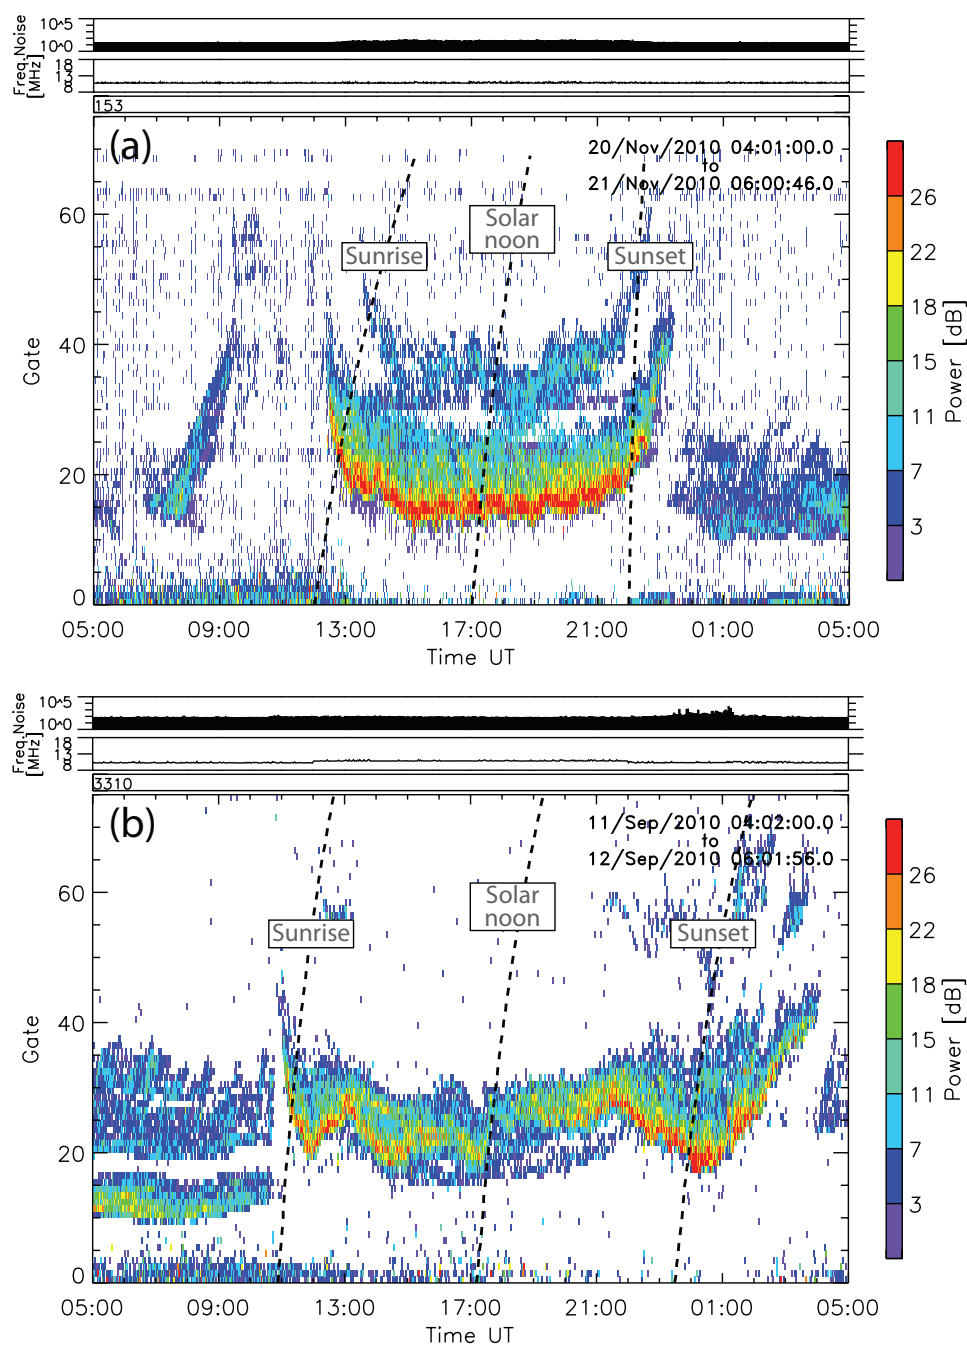 Freq.Noise
[MHz]
10^5
10^0
18
13
8
153
(a)
20/Nov/2010 04:01:00.0
to
21/Nov/2010 06:00:46.0
Sunrise
Solar
noon
Sunset
Gate
60
40
20
0
05:00 09:00 13:00 17:00 21:00 01:00 05:00
Time UT
26
22
18
15
11
7
3
Power [dB]
Freq.Noise
[MHz]
10^5
10^0
18
13
8
3310
(b)
11/Sep/2010 04:02:00.0
to
12/Sep/2010 06:01:56.0
Sunrise
Solar
noon
Sunset
Gate
60
40
20
0
05:00 09:00 13:00 17:00 21:00 01:00 05:00
Time UT
26
22
18
15
11
7
3
Power [dB]